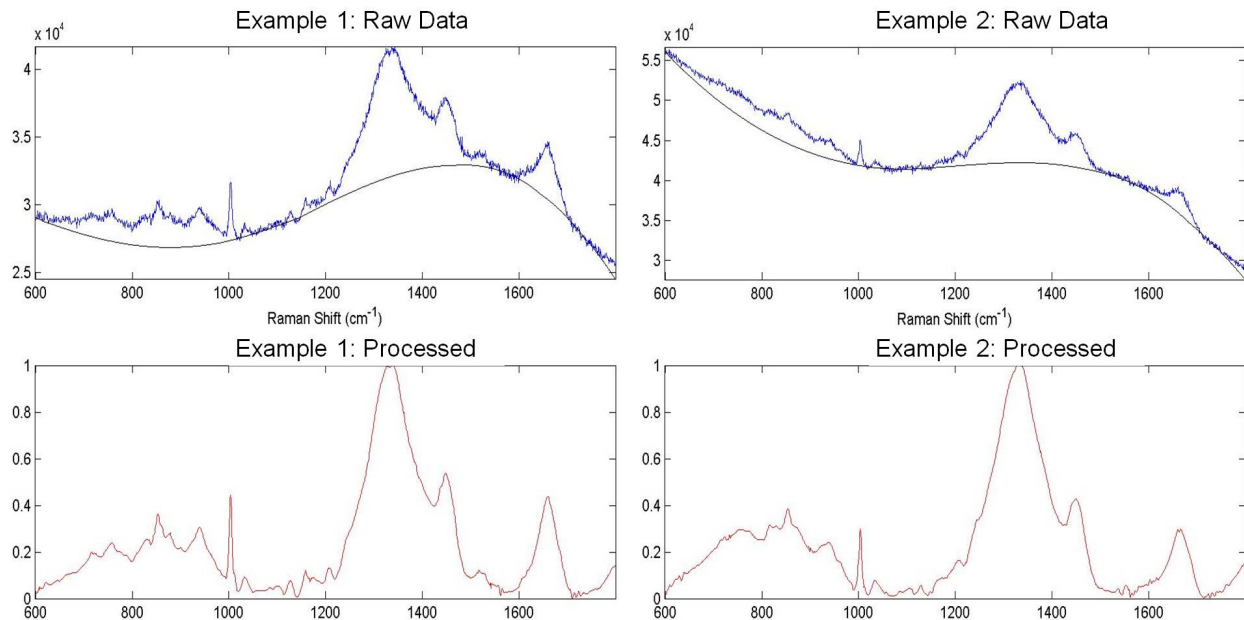 Example 1: Raw Data
x 10⁴
4
3.5
3
2.5
600 800 1000 1200 1400 1600
Raman Shift (cm⁻¹)
Example 2: Raw Data
x 10⁴
5.5
5
4.5
4
3.5
3
600 800 1000 1200 1400 1600
Raman Shift (cm⁻¹)
Example 1: Processed
1
0.8
0.6
0.4
0.2
0
600 800 1000 1200 1400 1600
Example 2: Processed
1
0.8
0.6
0.4
0.2
0
600 800 1000 1200 1400 1600